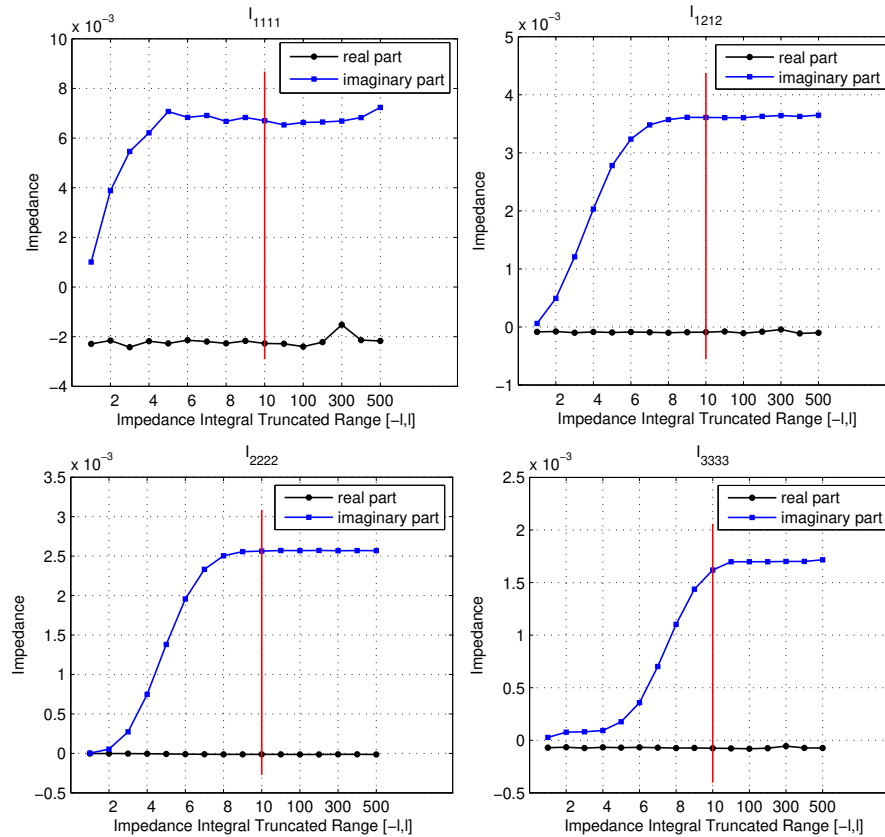 I1111
x 10−3
real part
imaginary part
10
8
6
4
2
0
−2
−4
Impedance
2 4 6 8 10 100 300 500
Impedance Integral Truncated Range [−l,l]
I1212
x 10−3
real part
imaginary part
5
4
3
2
1
0
−1
Impedance
2 4 6 8 10 100 300 500
Impedance Integral Truncated Range [−l,l]
I2222
x 10−3
real part
imaginary part
3.5
3
2.5
2
1.5
1
0.5
0
−0.5
Impedance
2 4 6 8 10 100 300 500
Impedance Integral Truncated Range [−l,l]
I3333
x 10−3
real part
imaginary part
2.5
2
1.5
1
0.5
0
−0.5
Impedance
2 4 6 8 10 100 300 500
Impedance Integral Truncated Range [−l,l]